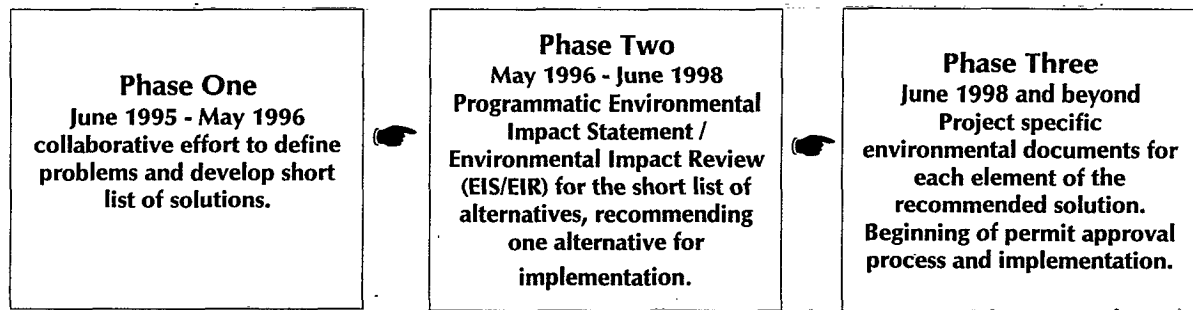 Phase One
June 1995 - May 1996
collaborative effort to define
problems and develop short
list of solutions.
Phase Two
May 1996 - June 1998
Programmatic Environmental
Impact Statement /
Environmental Impact Review
(EIS/EIR) for the short list of
alternatives, recommending
one alternative for
implementation.
Phase Three
June 1998 and beyond
Project specific
environmental documents for
each element of the
recommended solution.
Beginning of permit approval
process and implementation.